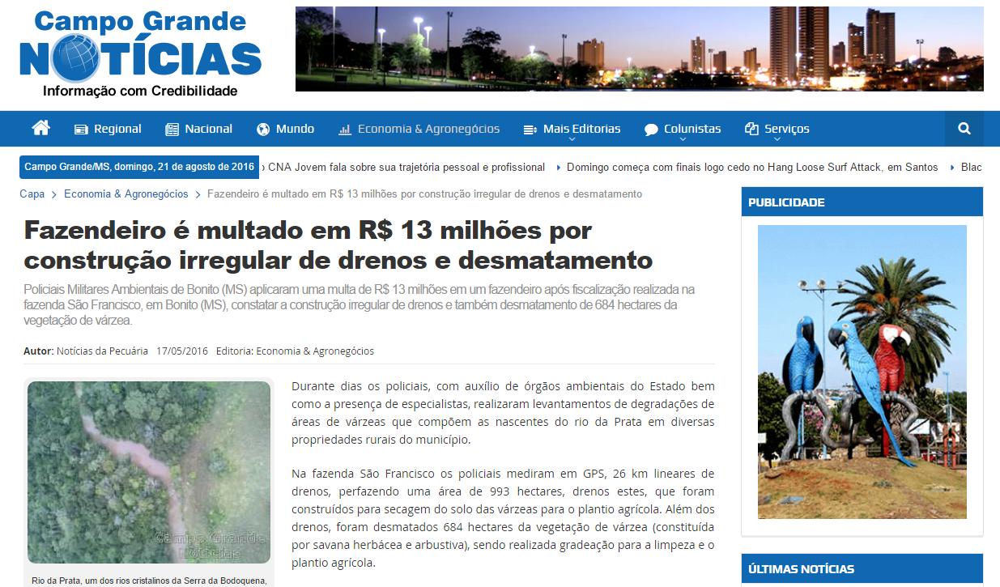 Campo Grande
NOTÍCIAS
Informação com Credibilidade
Regional
Nacional
Mundo
Economia & Agronegócios
Mais Editorias
Colunistas
Serviços
Campo Grande/MS, domingo, 21 de agosto de 2016
CNA Jovem fala sobre sua trajetória pessoal e profissional
Domingo começa com finais logo cedo no Hang Loose Surf Attack, em Santos
Blac
Capa > Economia & Agronegócios > Fazendeiro é multado em R$ 13 milhões por construção irregular de drenos e desmatamento
Fazendeiro é multado em R$ 13 milhões por
construção irregular de drenos e desmatamento
Policiais Militares Ambientais de Bonito (MS) aplicaram uma multa de R$ 13 milhões em um fazendeiro após fiscalização realizada na
fazenda São Francisco, em Bonito (MS), constatar a construção irregular de drenos e também desmatamento de 684 hectares da
vegetação de várzea.
Autor: Notícias da Pecuária 17/05/2016 Editoria: Economia & Agronegócios
Campo Grande
Notícias
Rio da Prata, um dos rios cristalinos da Serra da Bodoquena,
Durante dias os policiais, com auxílio de órgãos ambientais do Estado bem
como a presença de especialistas, realizaram levantamentos de degradações de
áreas de várzeas que compõem as nascentes do rio da Prata em diversas
propriedades rurais do município.
Na fazenda São Francisco os policiais mediram em GPS, 26 km lineares de
drenos, perfazendo uma área de 993 hectares, drenos estes, que foram
construídos para secagem do solo das várzeas para o plantio agrícola. Além dos
drenos, foram desmatados 684 hectares da vegetação de várzea (constituída
por savana herbácea e arbustiva), sendo realizada gradeação para a limpeza e o
plantio agrícola.
PUBLICIDADE
ÚLTIMAS NOTÍCIAS